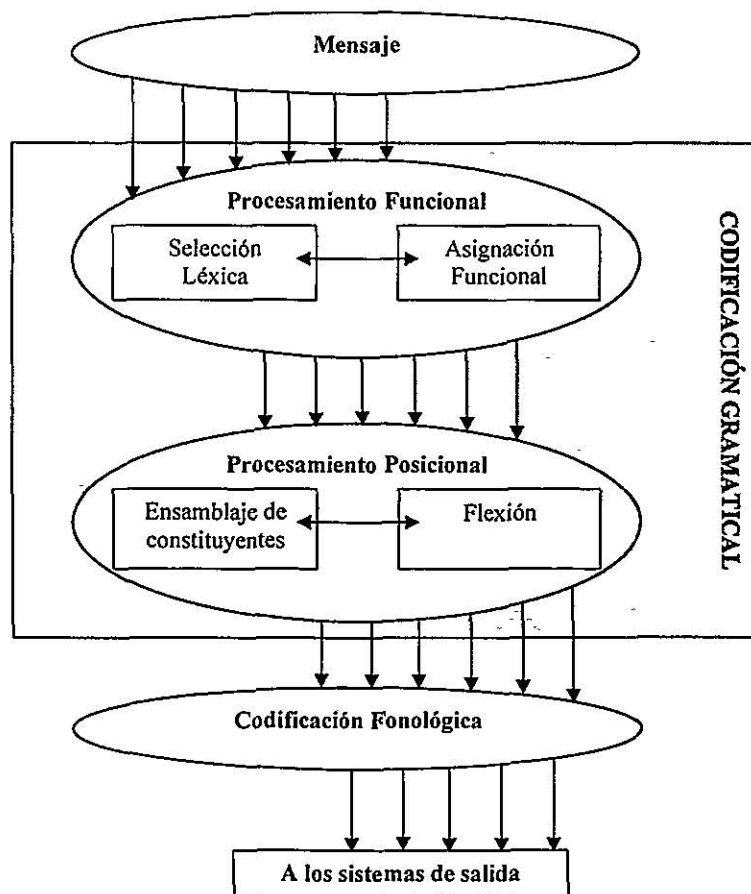 Mensaje
Procesamiento Funcional
Selección
Léxica
Asignación
Funcional
CODIFICACIÓN GRAMATICAL
Procesamiento Posicional
Ensamblaje de
constituyentes
Flexión
Codificación Fonológica
A los sistemas de salida